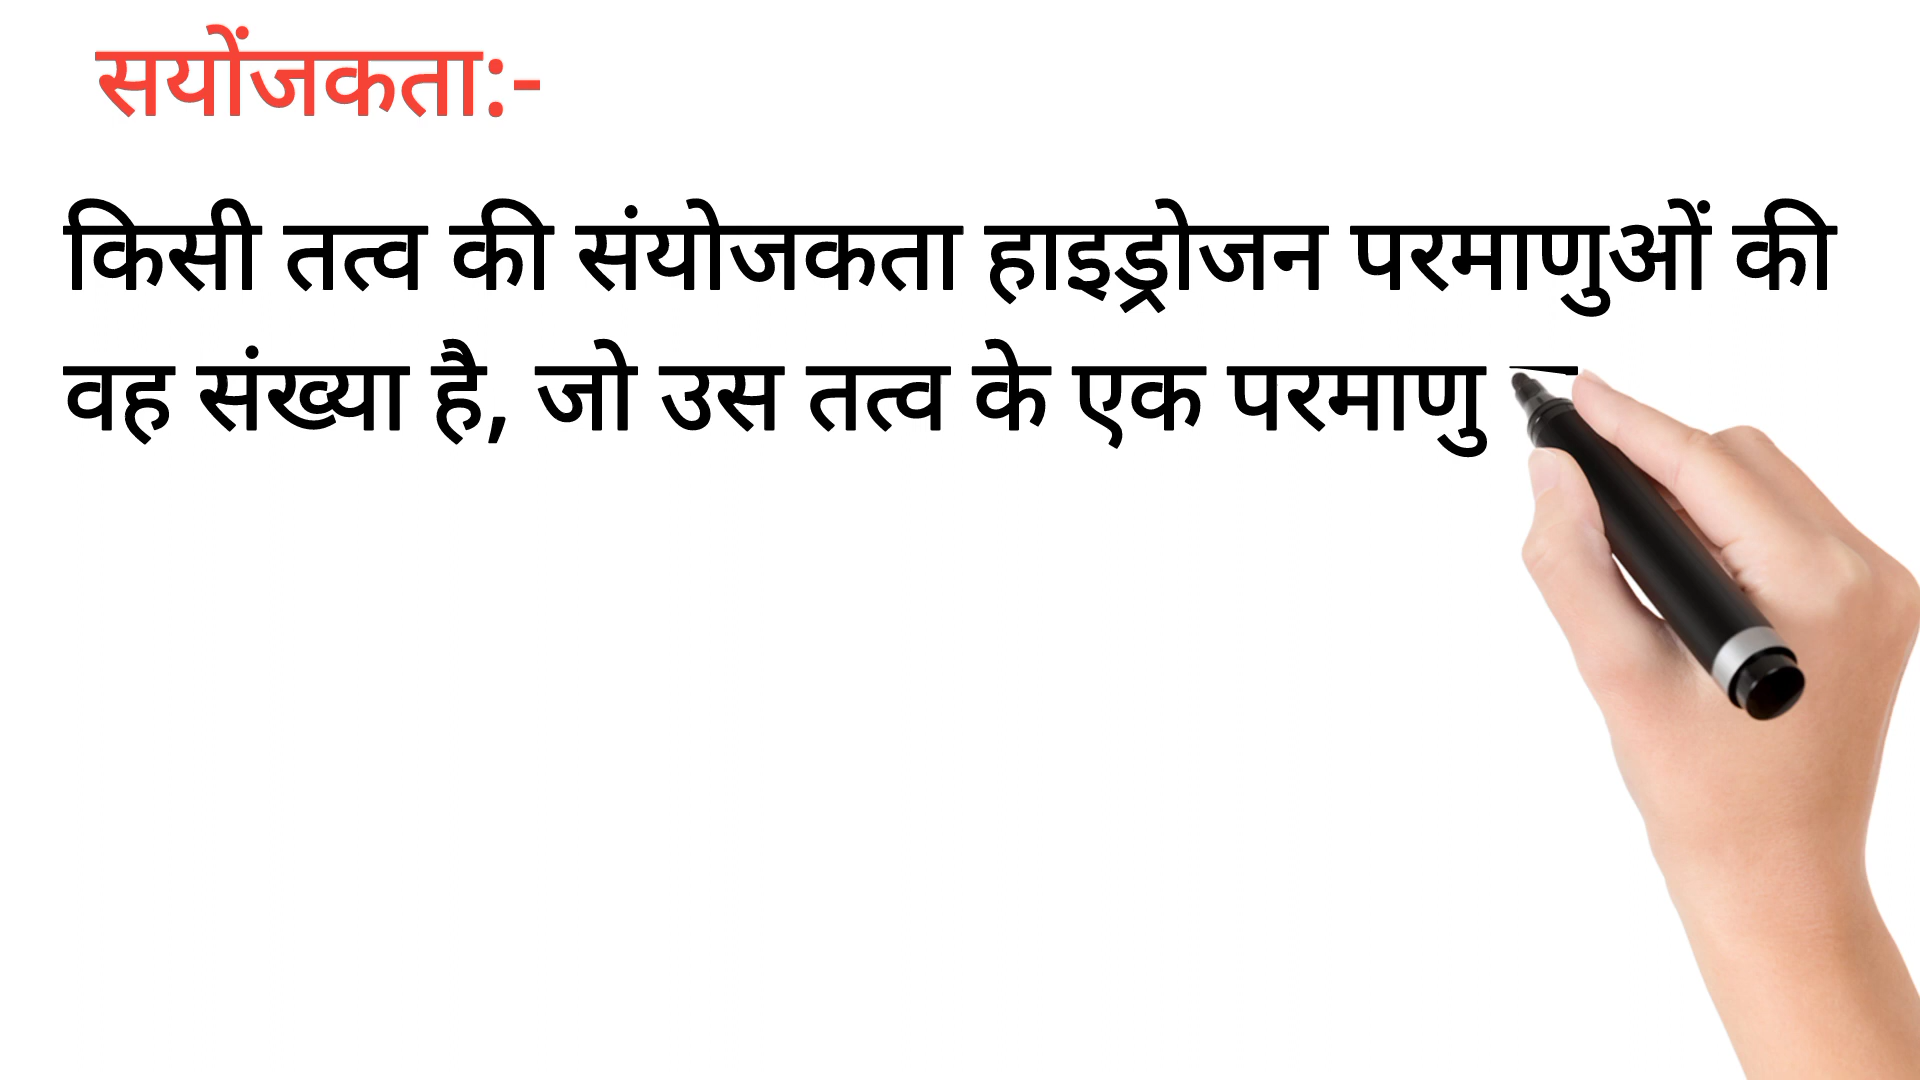 सयोंजकता:-
किसी तत्व की संयोजकता हाइड्रोजन परमाणुओं की
वह संख्या है, जो उस तत्व के एक परमाणु